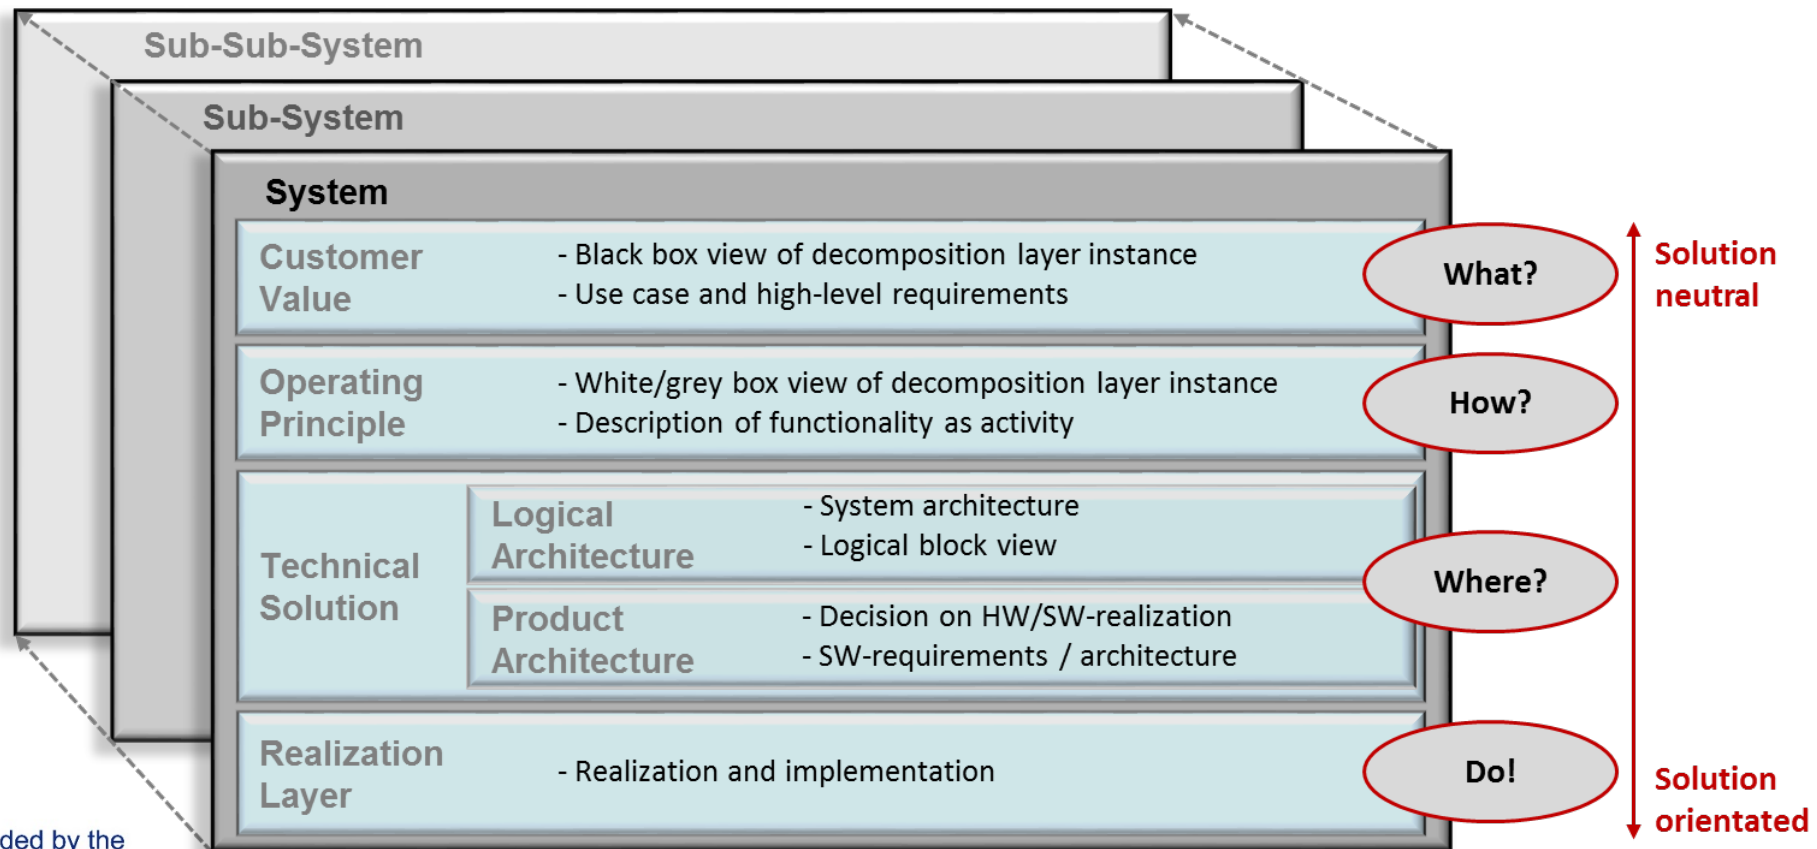 Sub-Sub-System
Sub-System
System
Customer
Value
- Black box view of decomposition layer instance
- Use case and high-level requirements
What?
Solution
neutral
Operating
Principle
- White/grey box view of decomposition layer instance
- Description of functionality as activity
How?
Technical
Solution
Logical
Architecture
- System architecture
- Logical block view
Product
Architecture
- Decision on HW/SW-realization
- SW-requirements / architecture
Where?
Realization
Layer
- Realization and implementation
Do!
Solution
orientated
by the